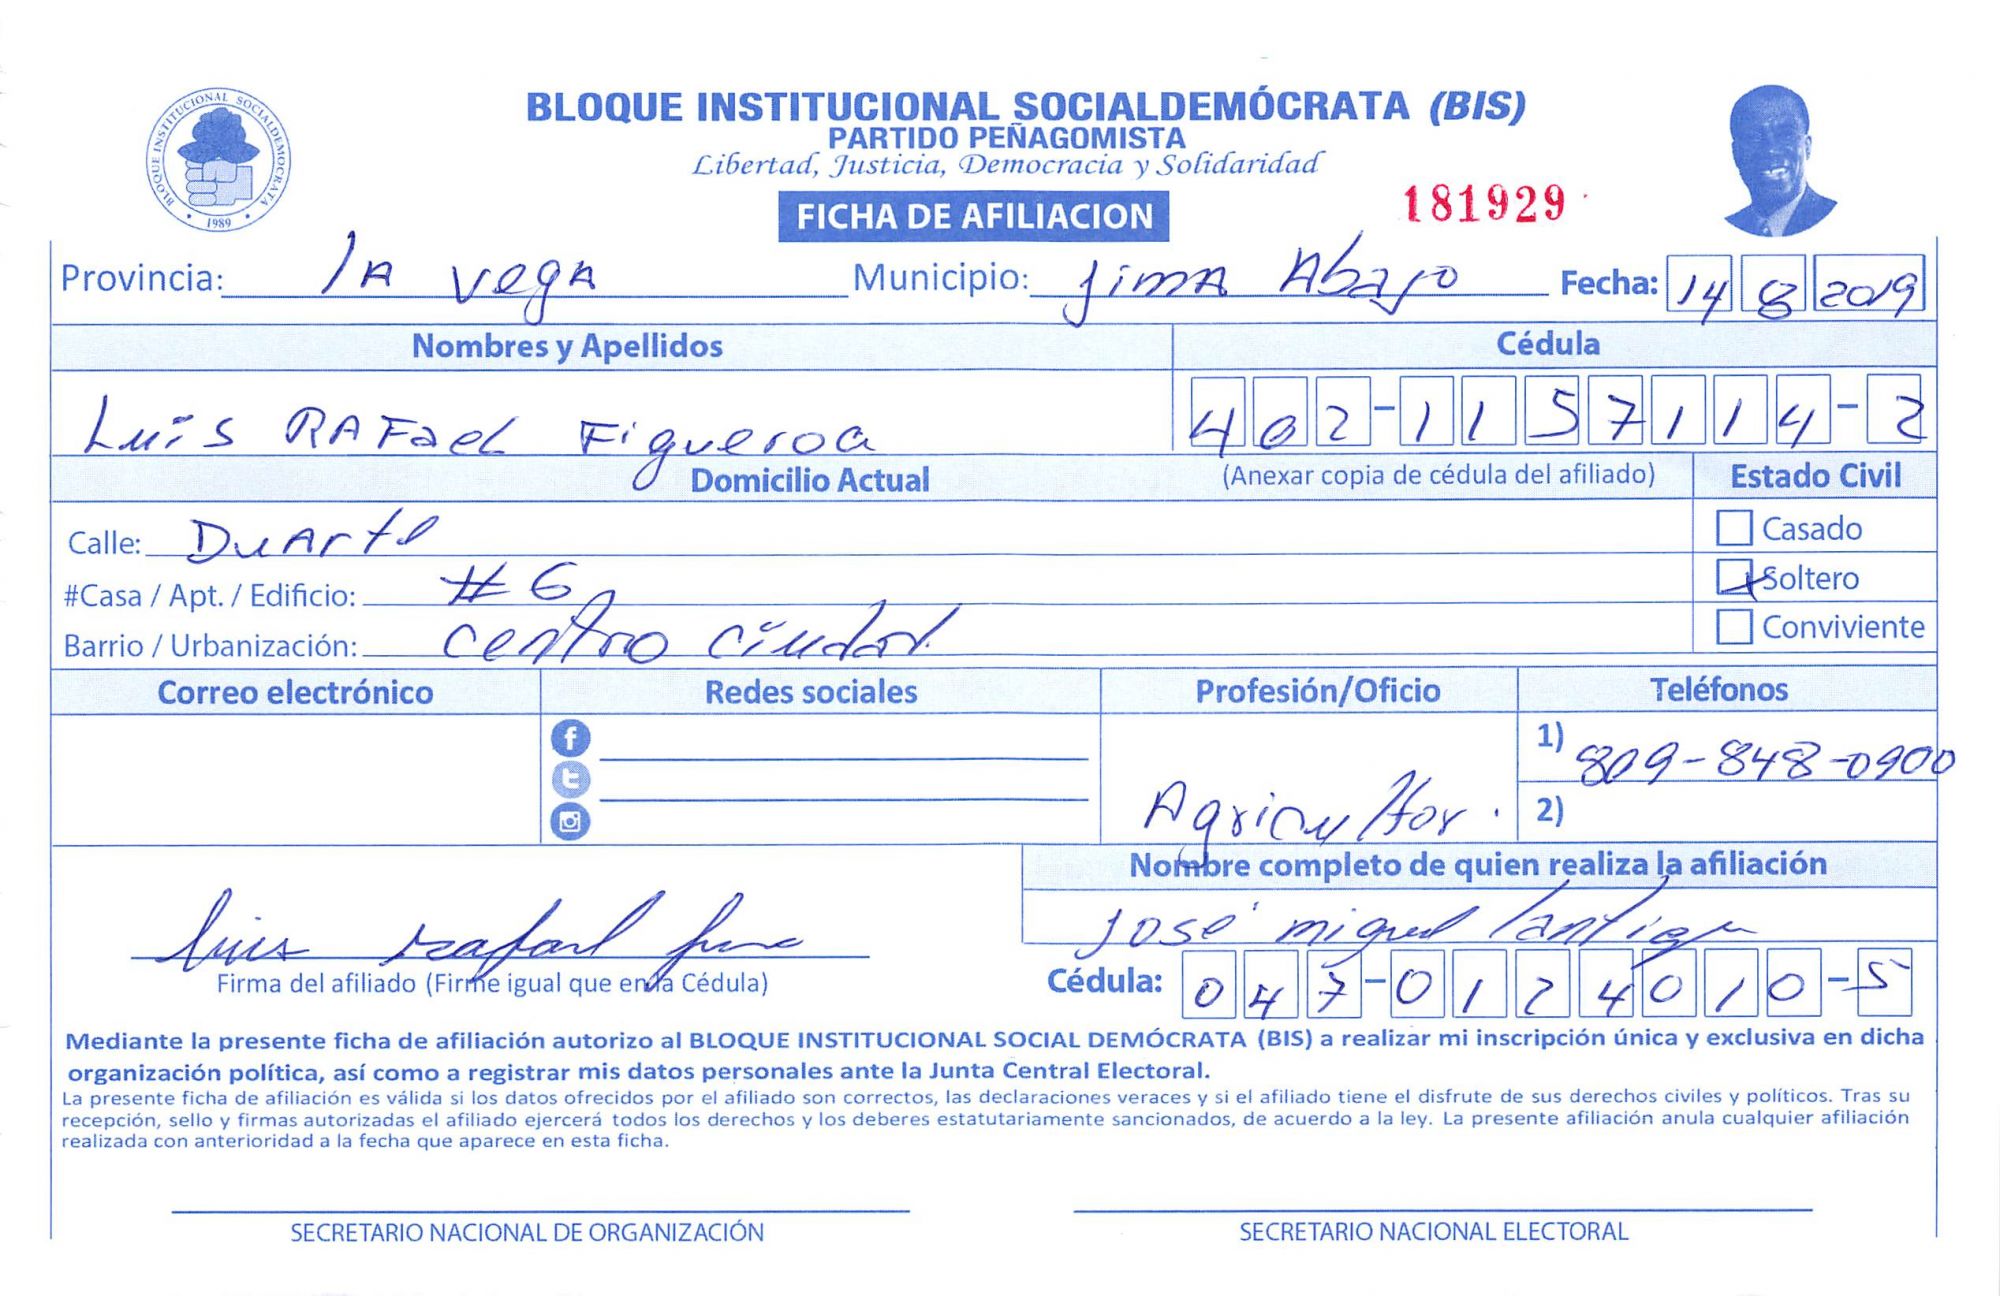 BLOQUE INSTITUCIONAL SOCIALDEMOCRATA
1989
BLOQUE INSTITUCIONAL SOCIALDEMÓCRATA (BIS)
PARTIDO PEÑAGOMISTA
Libertad, Justicia, Democracia y Solidaridad
FICHA DE AFILIACION
181929
Provincia: lA vegA Municipio: jimA Abajo Fecha: 14 8 2019
Nombres y Apellidos Cédula
Luis RAFael Figueroa 402-1157114-2
Domicilio Actual (Anexar copia de cédula del afiliado) Estado Civil
Calle: DuArte Casado
#Casa / Apt. / Edificio: #6 Soltero
Barrio / Urbanización: centro ciudad. Conviviente
Correo electrónico Redes sociales Profesión/Oficio Teléfonos
1) 809-848-0900
Agricultor. 2)
Nombre completo de quien realiza la afiliación
josé miguel
luis rafael
Firma del afiliado (Firme igual que en la Cédula) Cédula: 047-0124010-5
Mediante la presente ficha de afiliación autorizo al BLOQUE INSTITUCIONAL SOCIAL DEMÓCRATA (BIS) a realizar mi inscripción única y exclusiva en dicha
organización política, así como a registrar mis datos personales ante la Junta Central Electoral.
La presente ficha de afiliación es válida si los datos ofrecidos por el afiliado son correctos, las declaraciones veraces y si el afiliado tiene el disfrute de sus derechos civiles y políticos. Tras su
recepción, sello y firmas autorizadas el afiliado ejercerá todos los derechos y los deberes estatutariamente sancionados, de acuerdo a la ley. La presente afiliación anula cualquier afiliación
realizada con anterioridad a la fecha que aparece en esta ficha.
SECRETARIO NACIONAL DE ORGANIZACIÓN SECRETARIO NACIONAL ELECTORAL